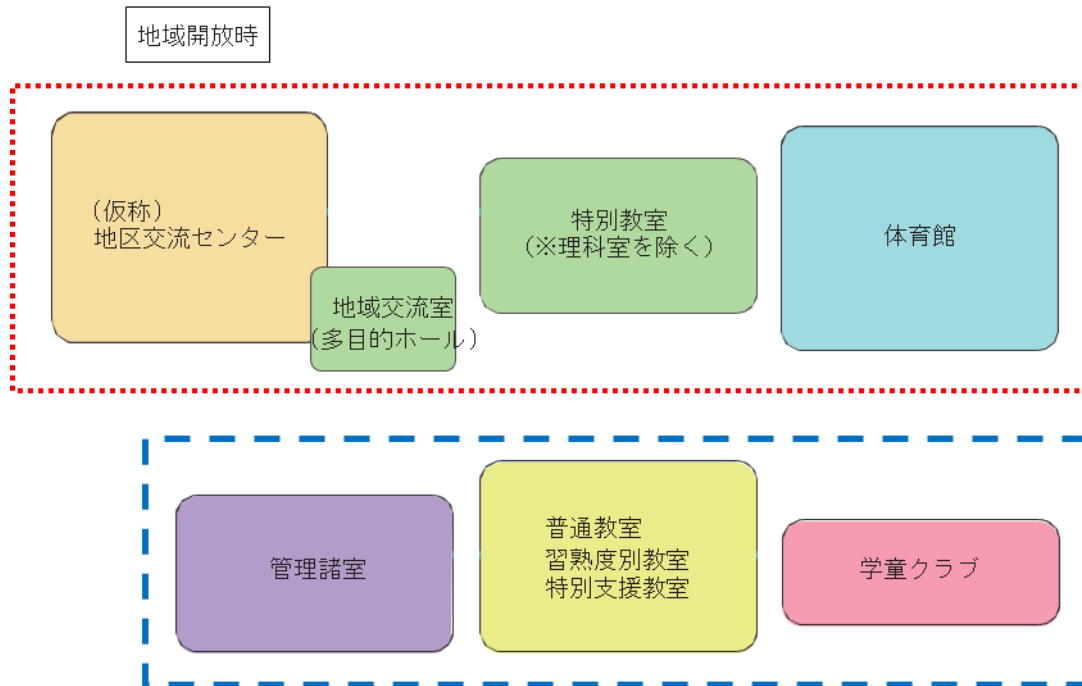 地域開放時
（仮称）
地区交流センター
地域交流室
（多目的ホール）
特別教室
（※理科室を除く）
体育館
管理諸室
普通教室
習熟度別教室
特別支援教室
学童クラブ